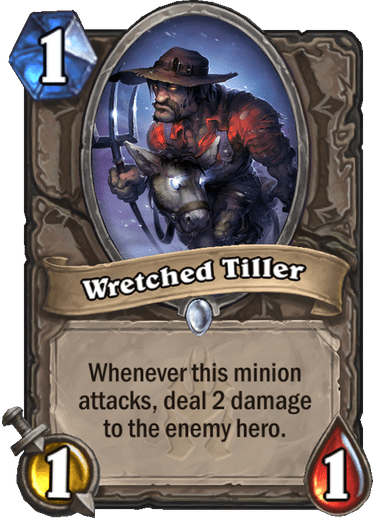 1
Wretched Tiller
Whenever this minion
attacks, deal 2 damage
to the enemy hero.
1 1